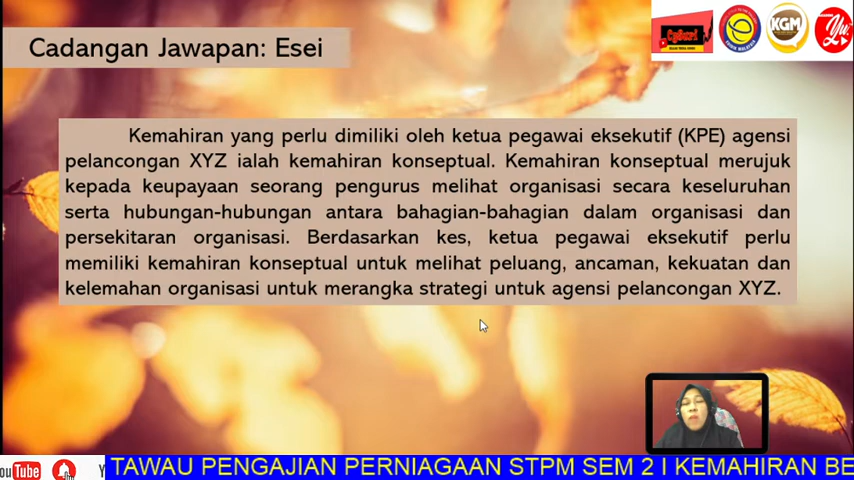 Cadangan Jawapan: Esei
KGM
Kemahiran yang perlu dimiliki oleh ketua pegawai eksekutif (KPE) agensi
pelancongan XYZ ialah kemahiran konseptual. Kemahiran konseptual merujuk
kepada keupayaan seorang pengurus melihat organisasi secara keseluruhan
serta hubungan-hubungan antara bahagian-bahagian dalam organisasi dan
persekitaran organisasi. Berdasarkan kes, ketua pegawai eksekutif perlu
memiliki kemahiran konseptual untuk melihat peluang, ancaman, kekuatan dan
kelemahan organisasi untuk merangka strategi untuk agensi pelancongan XYZ.
ouTube Y TAWAU PENGAJIAN PERNIAGAAN STPM SEM 2 I KEMAHIRAN BE